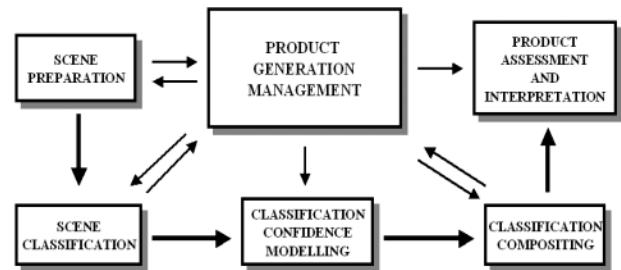 SCENE
PREPARATION
PRODUCT
GENERATION
MANAGEMENT
PRODUCT
ASSESSMENT
AND
INTERPRETATION
SCENE
CLASSIFICATION
CLASSIFICATION
CONFIDENCE
MODELLING
CLASSIFICATION
COMPOSITING